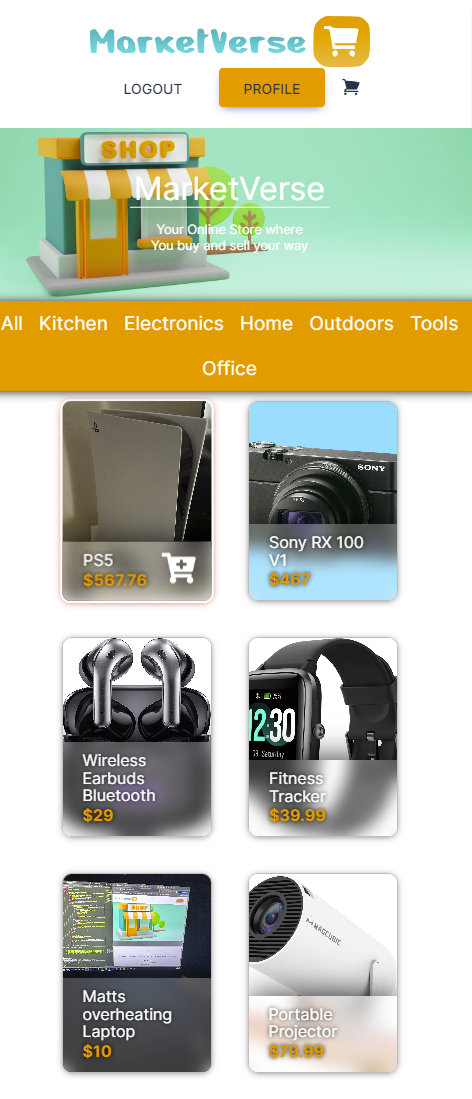 MarketVerse
LOGOUT
PROFILE
SHOP
MarketVerse
Your Online Store where
You buy and sell your way
All Kitchen Electronics Home Outdoors Tools
Office
PS5
$567.76
SONY
Sony RX 100
V1
$467
Wireless
Earbuds
Bluetooth
$29
12:30
Saturday
Fitness
Tracker
$39.99
SHOP
Matts
overheating
Laptop
$10
MAGCUBIC
Portable
Projector
$79.99